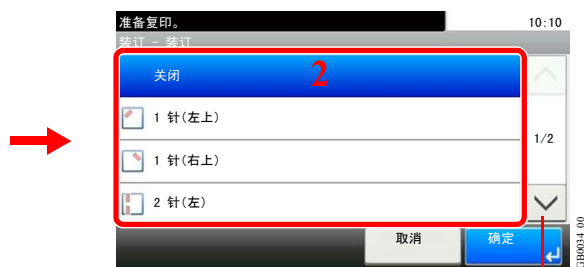 准备复印。 10:10
装订 - 装订
关闭 2
1 针(左上)
1/2
1 针(右上)
2 针(左)
取消 确定
GB0034_00